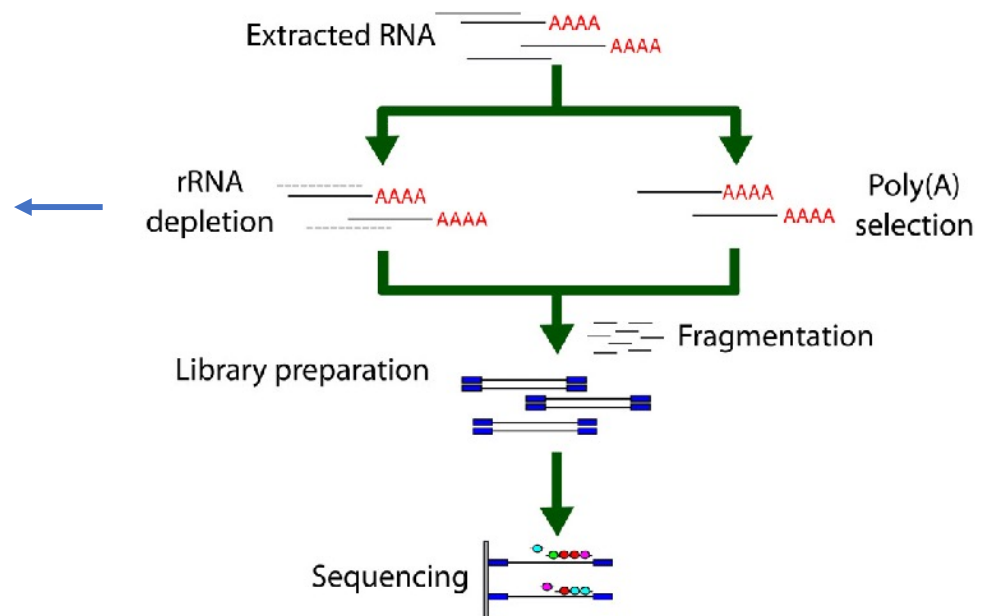 Extracted RNA
AAAA
AAAA
rRNA
depletion
AAAA
AAAA
AAAA
AAAA
Poly(A)
selection
Fragmentation
Library preparation
Sequencing